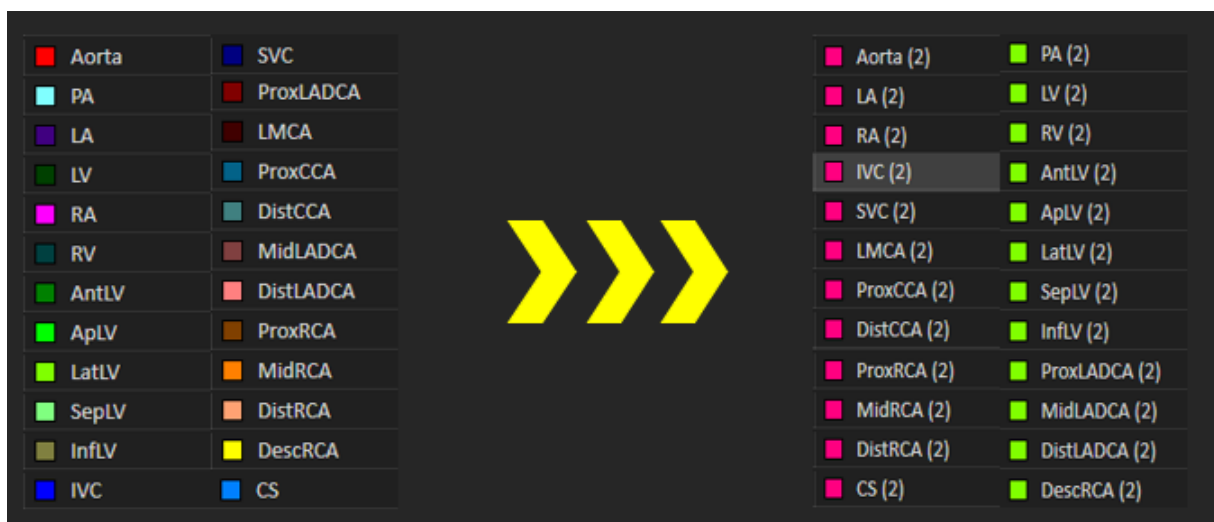 Aorta
PA
LA
LV
RA
RV
AntLV
ApLV
LatLV
SepLV
InfLV
IVC
SVC
ProxLADCA
LMCA
ProxCCA
DistCCA
MidLADCA
DistLADCA
ProxRCA
MidRCA
DistRCA
DescRCA
CS
Aorta (2)
LA (2)
RA (2)
IVC (2)
SVC (2)
LMCA (2)
ProxCCA (2)
DistCCA (2)
ProxRCA (2)
MidRCA (2)
DistRCA (2)
CS (2)
PA (2)
LV (2)
RV (2)
AntLV (2)
ApLV (2)
LatLV (2)
SepLV (2)
InfLV (2)
ProxLADCA (2)
MidLADCA (2)
DistLADCA (2)
DescRCA (2)